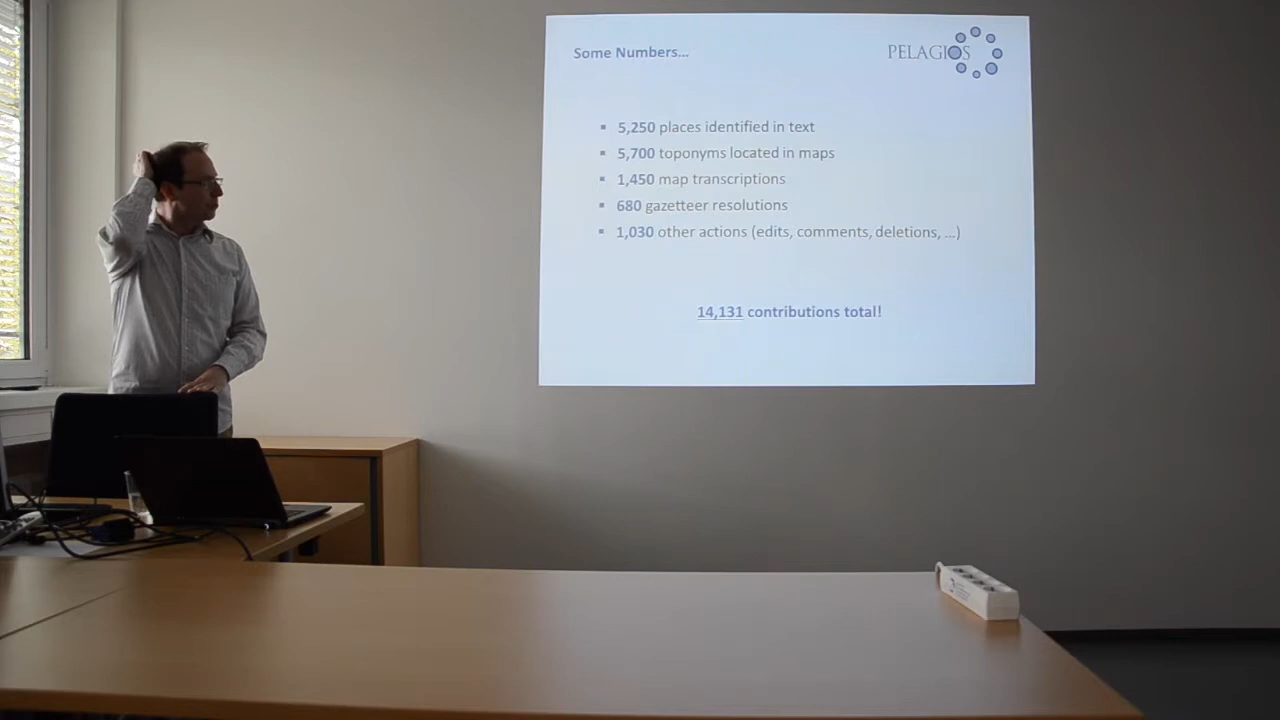 Some Numbers...
PELAGIOS
5,250 places identified in text
5,700 toponyms located in maps
1,450 map transcriptions
680 gazetteer resolutions
1,030 other actions (edits, comments, deletions, ...)
14,131 contributions total!